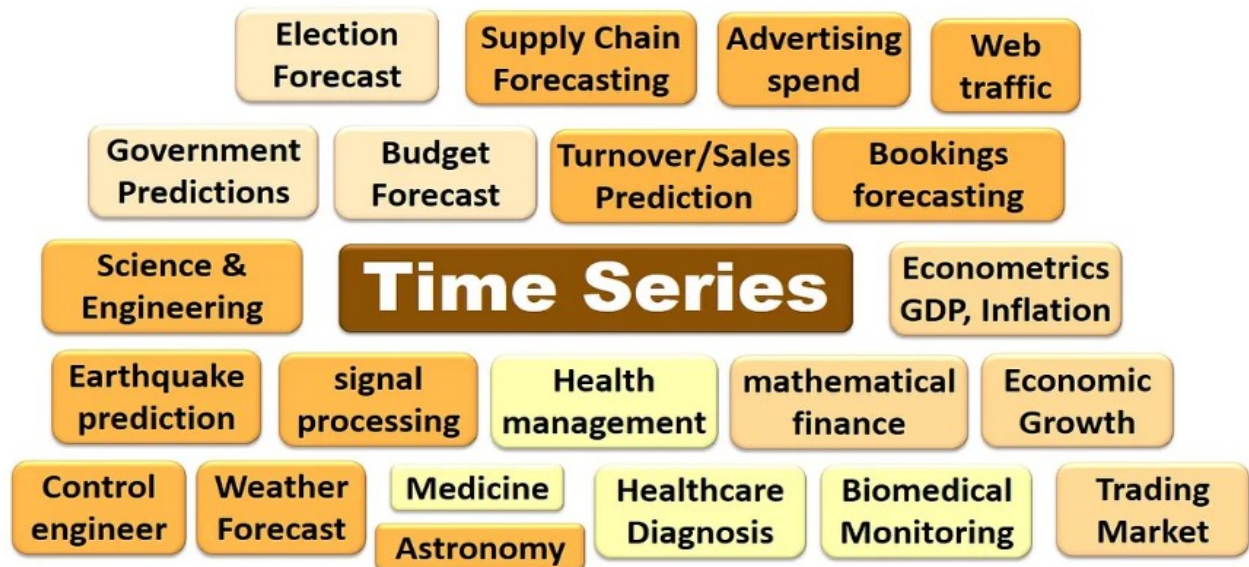 Election
Forecast
Supply Chain
Forecasting
Advertising
spend
Web
traffic
Government
Predictions
Budget
Forecast
Turnover/Sales
Prediction
Bookings
forecasting
Science &
Engineering
Time Series
Econometrics
GDP, Inflation
Earthquake
prediction
signal
processing
Health
management
mathematical
finance
Economic
Growth
Control
engineer
Weather
Forecast
Medicine
Astronomy
Healthcare
Diagnosis
Biomedical
Monitoring
Trading
Market